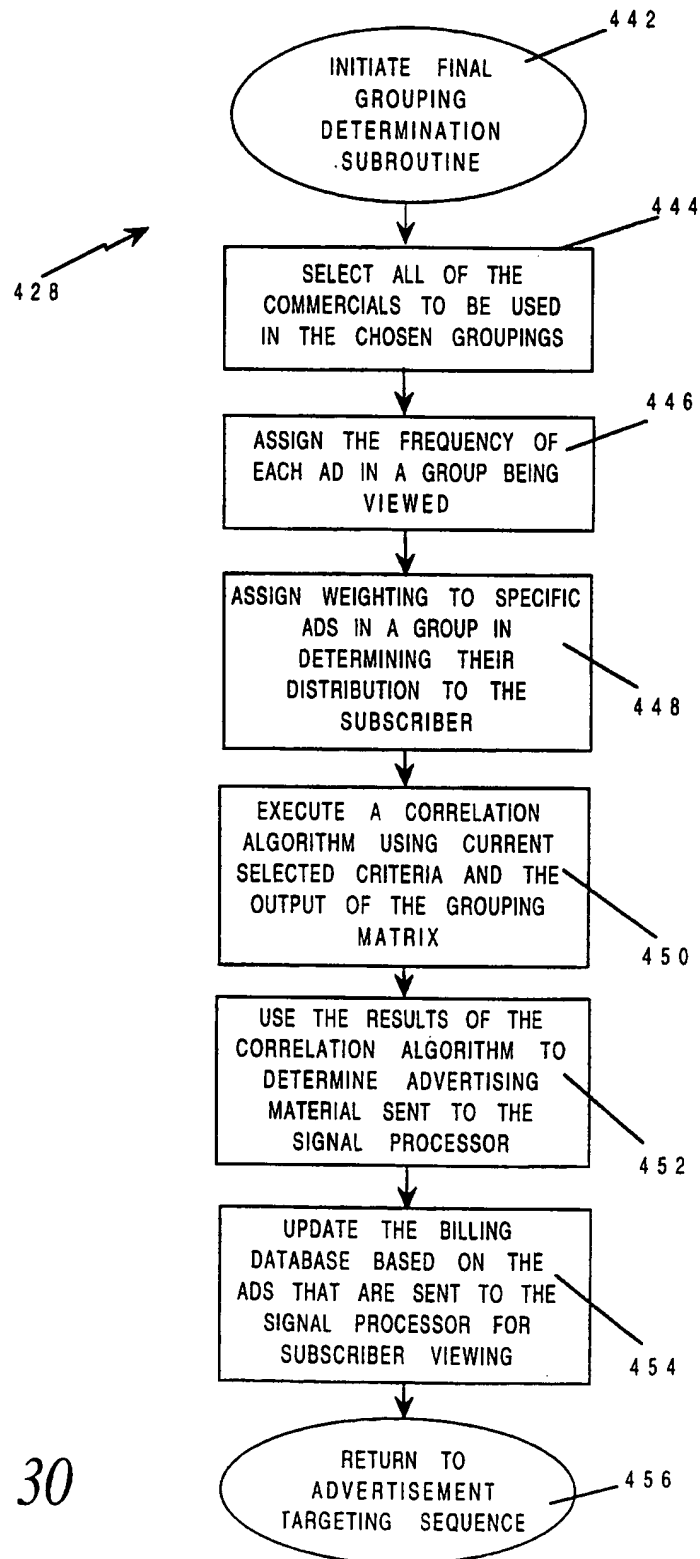 442
INITIATE FINAL
GROUPING
DETERMINATION
SUBROUTINE
444
428
SELECT ALL OF THE
COMMERCIALS TO BE USED
IN THE CHOSEN GROUPINGS
446
ASSIGN THE FREQUENCY OF
EACH AD IN A GROUP BEING
VIEWED
ASSIGN WEIGHTING TO SPECIFIC
ADS IN A GROUP IN
DETERMINING THEIR
DISTRIBUTION TO THE
SUBSCRIBER
448
EXECUTE A CORRELATION
ALGORITHM USING CURRENT
SELECTED CRITERIA AND THE
OUTPUT OF THE GROUPING
MATRIX
450
USE THE RESULTS OF THE
CORRELATION ALGORITHM TO
DETERMINE ADVERTISING
MATERIAL SENT TO THE
SIGNAL PROCESSOR
452
UPDATE THE BILLING
DATABASE BASED ON THE
ADS THAT ARE SENT TO THE
SIGNAL PROCESSOR FOR
SUBSCRIBER VIEWING
454
30
RETURN TO
ADVERTISEMENT
TARGETING SEQUENCE
456